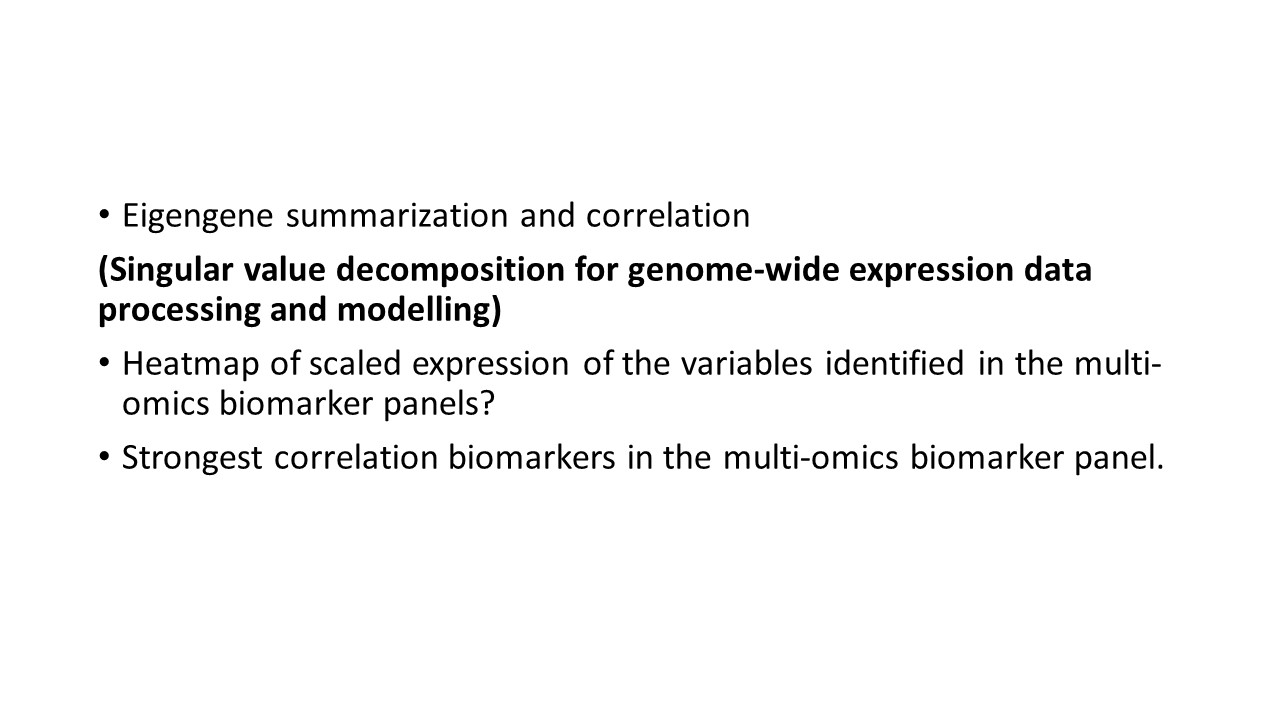 • Eigengene summarization and correlation
(Singular value decomposition for genome-wide expression data
processing and modelling)
• Heatmap of scaled expression of the variables identified in the multi-
omics biomarker panels?
• Strongest correlation biomarkers in the multi-omics biomarker panel.